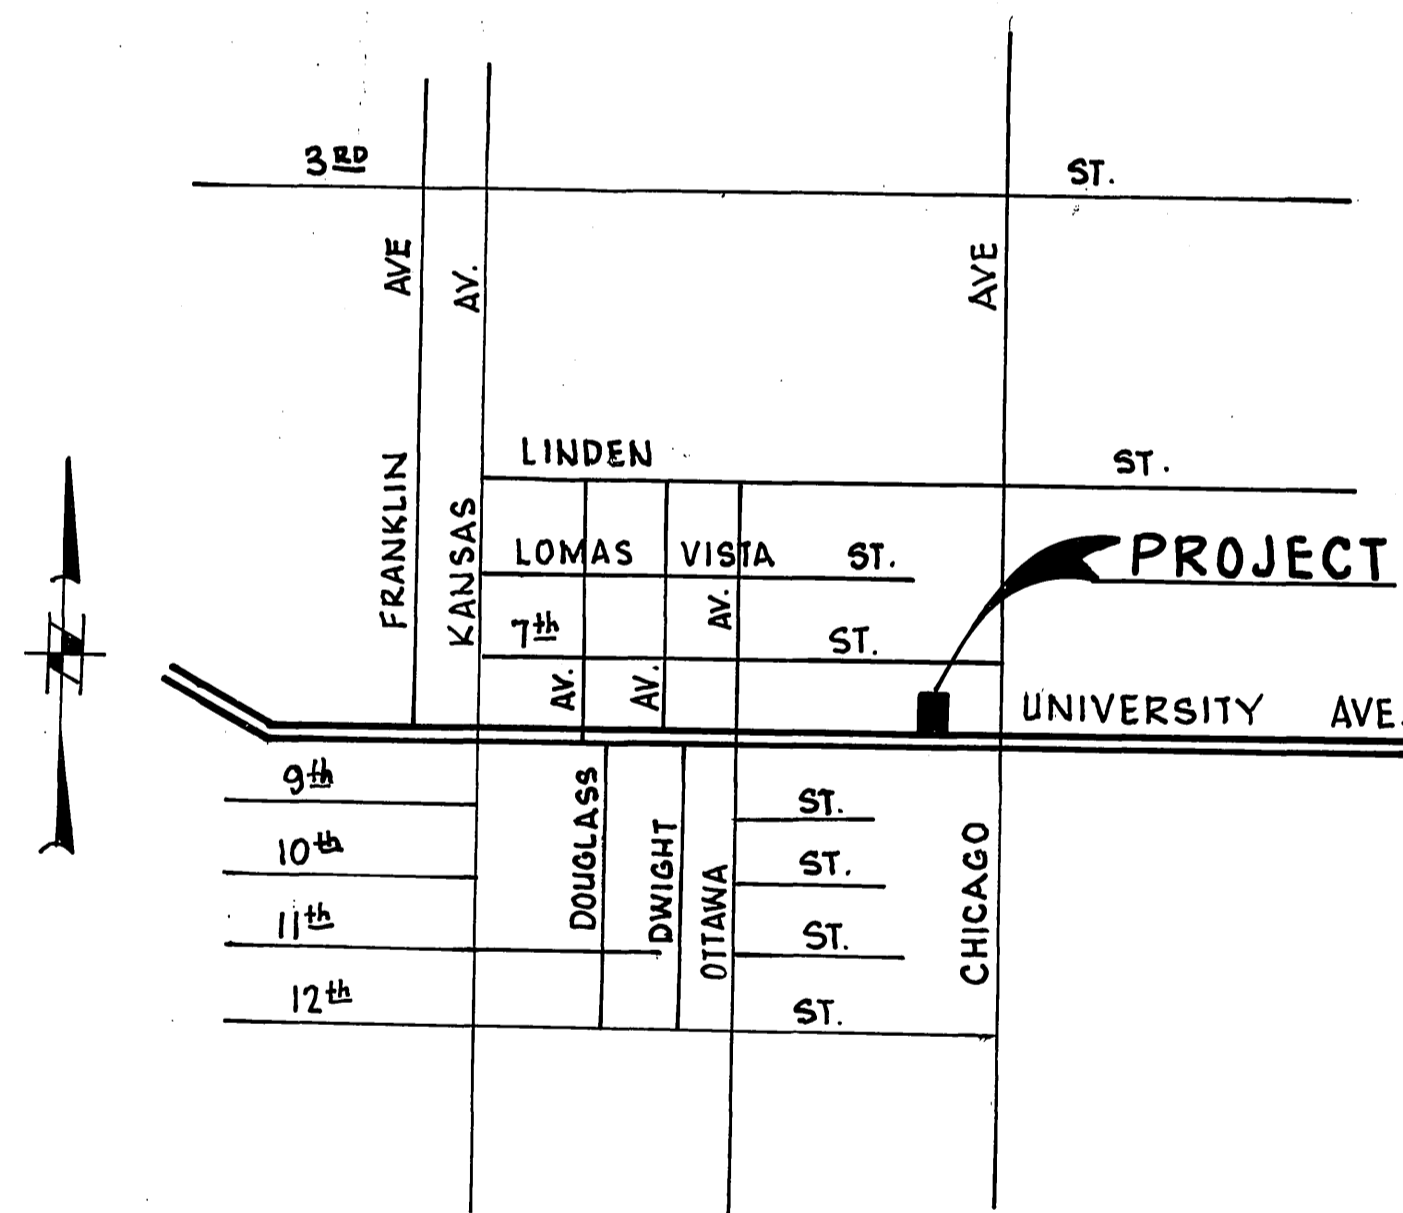 3RD ST.
FRANKLIN AVE
KANSAS AV.
CHICAGO AVE
LINDEN ST.
LOMAS VISTA ST.
PROJECT
7th ST.
DOUGLASS AV.
DWIGHT AV.
OTTAWA AV.
UNIVERSITY AVE.
9th ST.
10th ST.
11th ST.
12th ST.